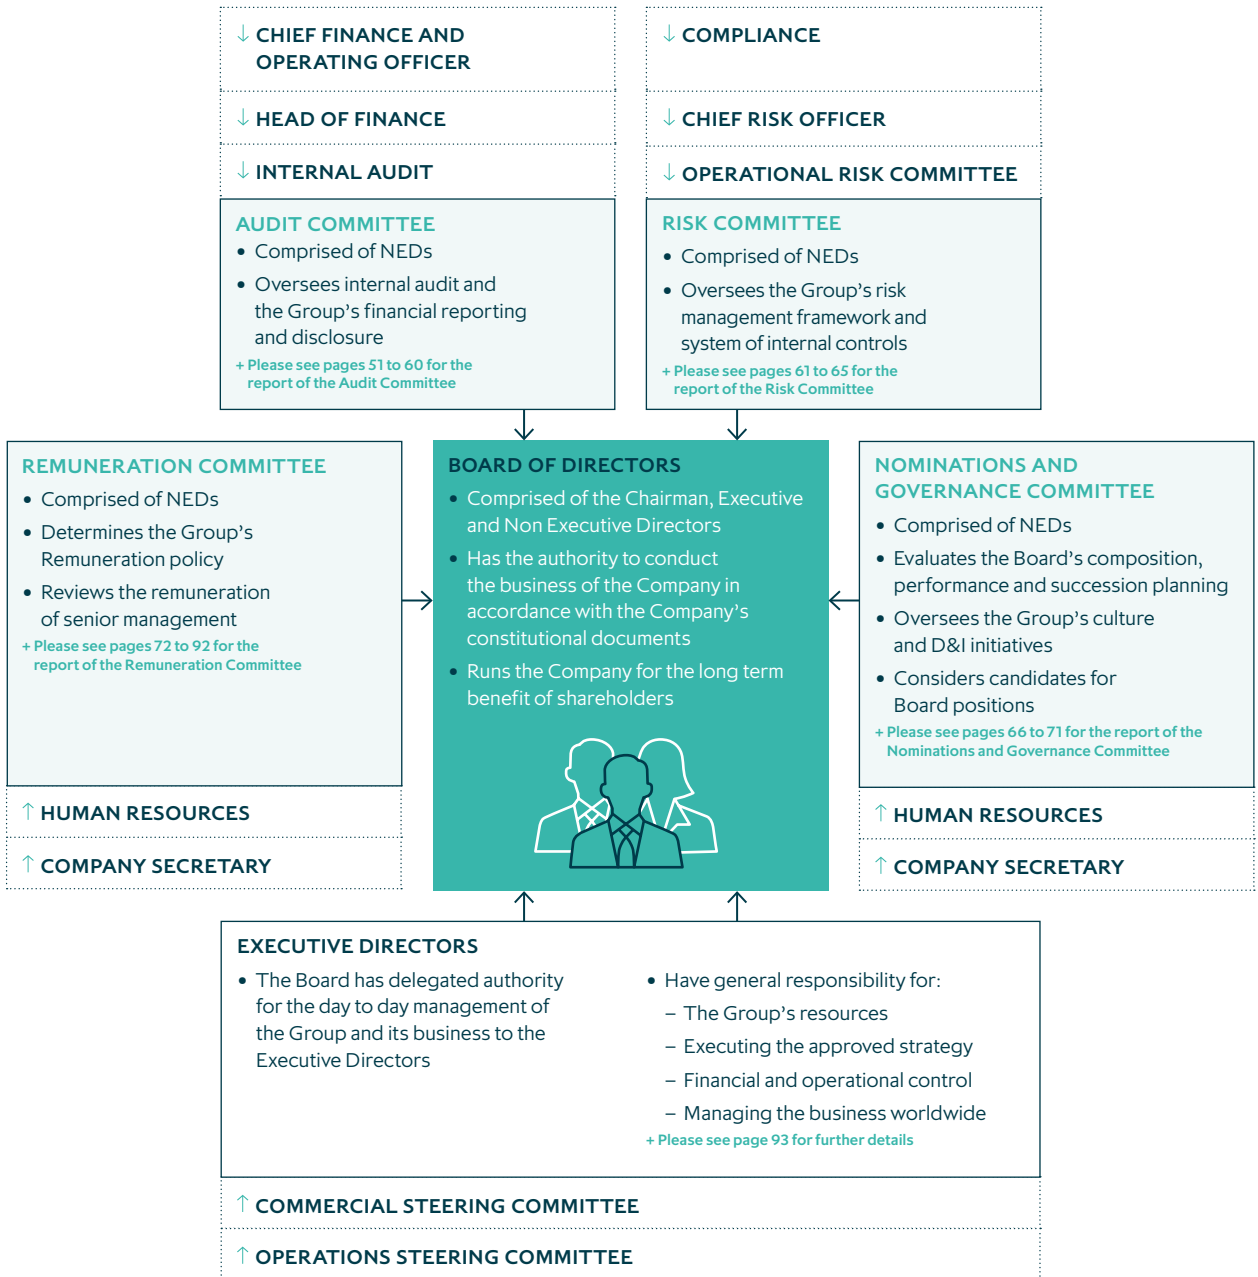 ↓ CHIEF FINANCE AND
OPERATING OFFICER
↓ HEAD OF FINANCE
↓ INTERNAL AUDIT
AUDIT COMMITTEE
• Comprised of NEDs
• Oversees internal audit and
the Group's financial reporting
and disclosure
+ Please see pages 51 to 60 for the
report of the Audit Committee
↓ COMPLIANCE
↓ CHIEF RISK OFFICER
↓ OPERATIONAL RISK COMMITTEE
RISK COMMITTEE
• Comprised of NEDs
• Oversees the Group's risk
management framework and
system of internal controls
+ Please see pages 61 to 65 for the
report of the Risk Committee
REMUNERATION COMMITTEE
• Comprised of NEDs
• Determines the Group's
Remuneration policy
• Reviews the remuneration
of senior management
+ Please see pages 72 to 92 for the
report of the Remuneration Committee
↑ HUMAN RESOURCES
↑ COMPANY SECRETARY
BOARD OF DIRECTORS
• Comprised of the Chairman, Executive
and Non Executive Directors
• Has the authority to conduct
the business of the Company in
accordance with the Company's
constitutional documents
• Runs the Company for the long term
benefit of shareholders
NOMINATIONS AND
GOVERNANCE COMMITTEE
• Comprised of NEDs
• Evaluates the Board's composition,
performance and succession planning
• Oversees the Group's culture
and D&I initiatives
• Considers candidates for
Board positions
+ Please see pages 66 to 71 for the report of the
Nominations and Governance Committee
↑ HUMAN RESOURCES
↑ COMPANY SECRETARY
EXECUTIVE DIRECTORS
• The Board has delegated authority
for the day to day management of
the Group and its business to the
Executive Directors
• Have general responsibility for:
– The Group's resources
– Executing the approved strategy
– Financial and operational control
– Managing the business worldwide
+ Please see page 93 for further details
↑ COMMERCIAL STEERING COMMITTEE
↑ OPERATIONS STEERING COMMITTEE